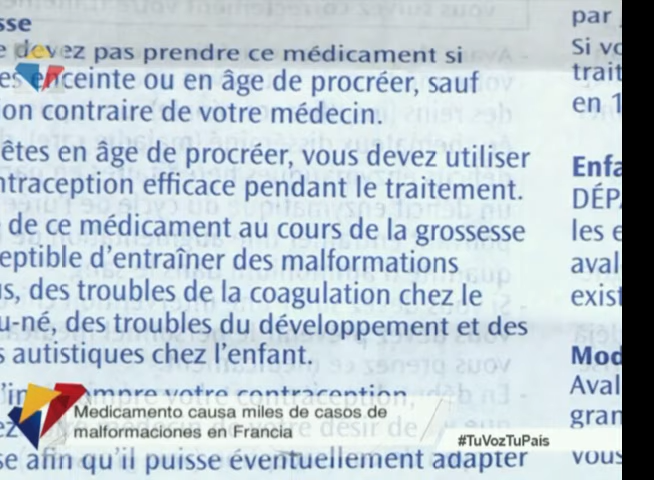 sse
e devez pas prendre ce médicament si
es enceinte ou en âge de procréer, sauf
on contraire de votre médecin.
êtes en âge de procréer, vous devez utiliser
ntraception efficace pendant le traitement.
de ce médicament au cours de la grossesse
eptible d'entraîner des malformations
s, des troubles de la coagulation chez le
u-né, des troubles du développement et des
s autistiques chez l'enfant.
votre contraception
Medicamento causa miles de casos de
malformaciones en Francia
#TuVozTuPaís
se afin qu'il puisse éventuellement adapter
par
Si vo
trait
en 1
Enfa
DÉPA
les e
aval
exist
Mod
Aval
gran
vous